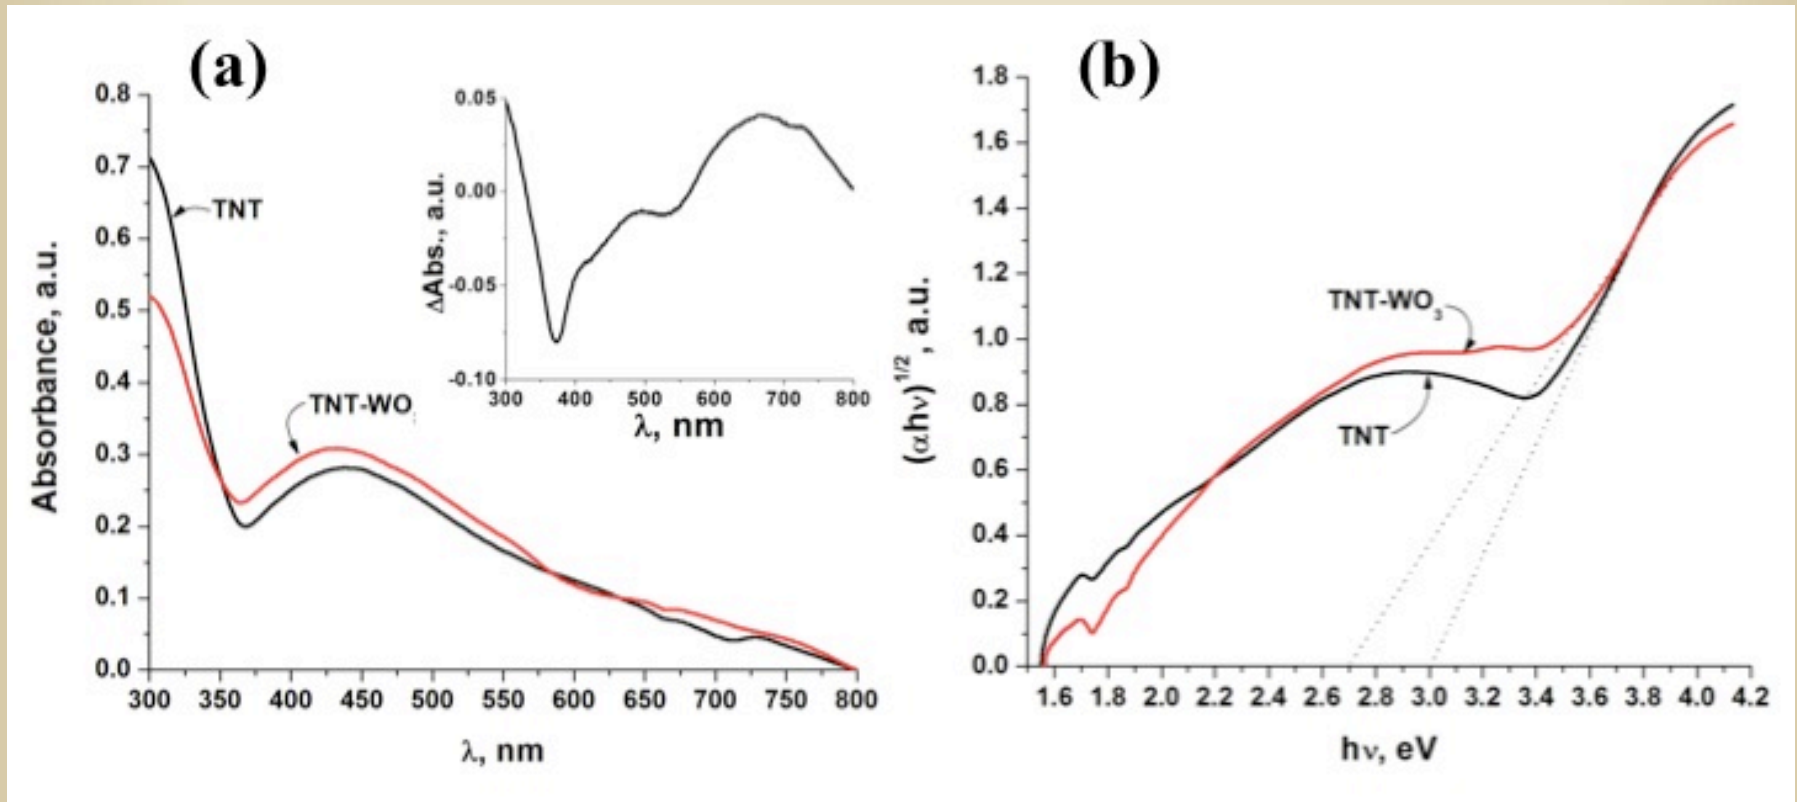 (a)
Absorbance, a.u.
0.8
0.7
0.6
0.5
0.4
0.3
0.2
0.1
0.0
300 350 400 450 500 550 600 650 700 750 800
λ, nm
TNT
TNT-WO
ΔAbs., a.u.
0.05
0.00
-0.05
-0.10
300 400 500 600 700 800
λ, nm
(b)
(αhν)1/2, a.u.
1.8
1.6
1.4
1.2
1.0
0.8
0.6
0.4
0.2
0.0
1.6 1.8 2.0 2.2 2.4 2.6 2.8 3.0 3.2 3.4 3.6 3.8 4.0 4.2
hν, eV
TNT-WO3
TNT